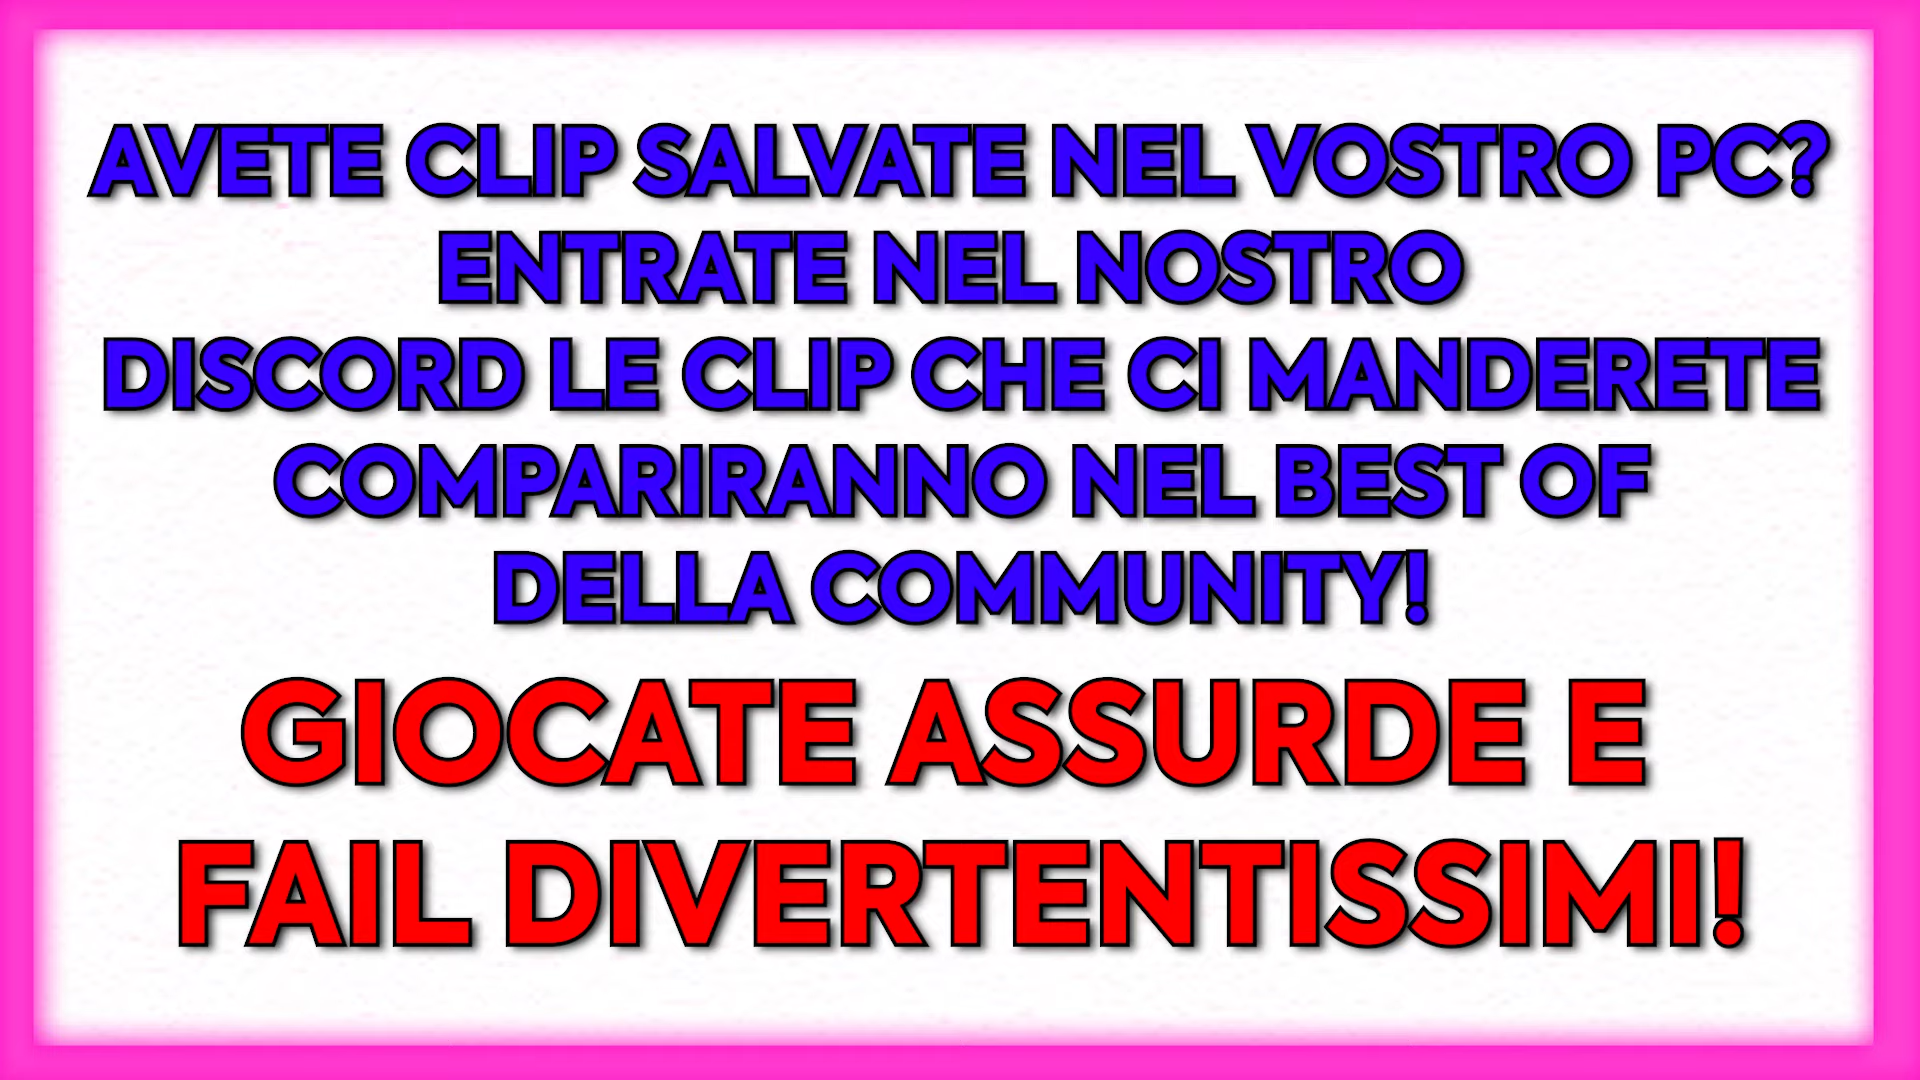 AVETE CLIP SALVATE NEL VOSTRO PC?
ENTRATE NEL NOSTRO
DISCORD LE CLIP CHE CI MANDERETE
COMPARIRANNO NEL BEST OF
DELLA COMMUNITY!
GIOCATE ASSURDE E
FAIL DIVERTENTISSIMI!